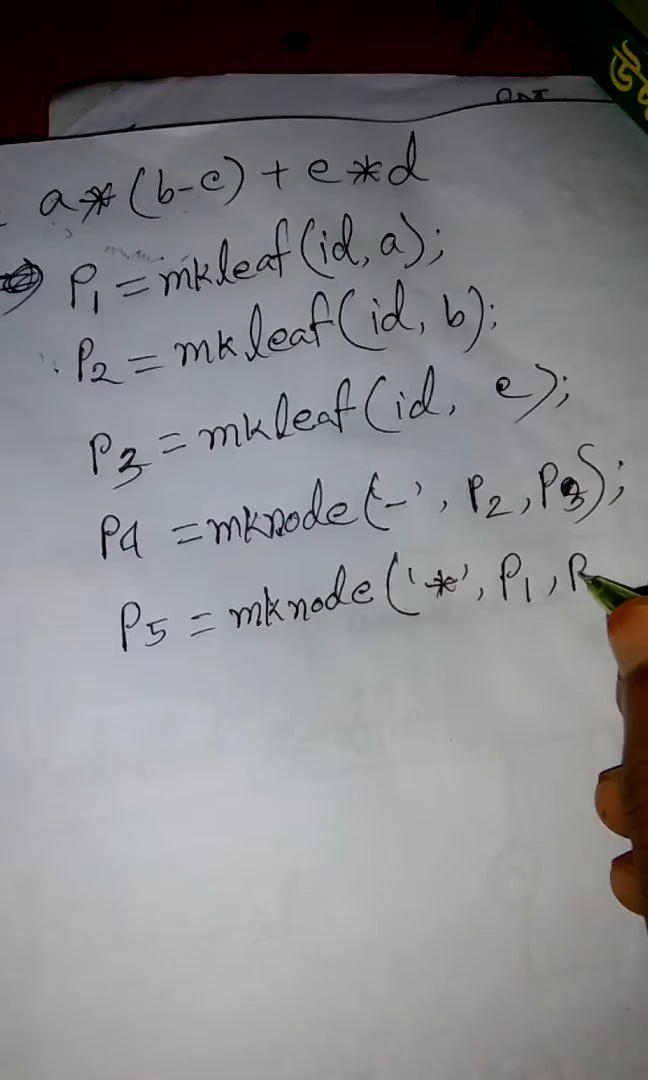 a*(b-e)+e*d
P1=mkleaf(id,a);
P2=mkleaf(id,b);
P3=mkleaf(id, e);
P4=mknode('-', P2,P3);
P5=mknode('*', P1,P